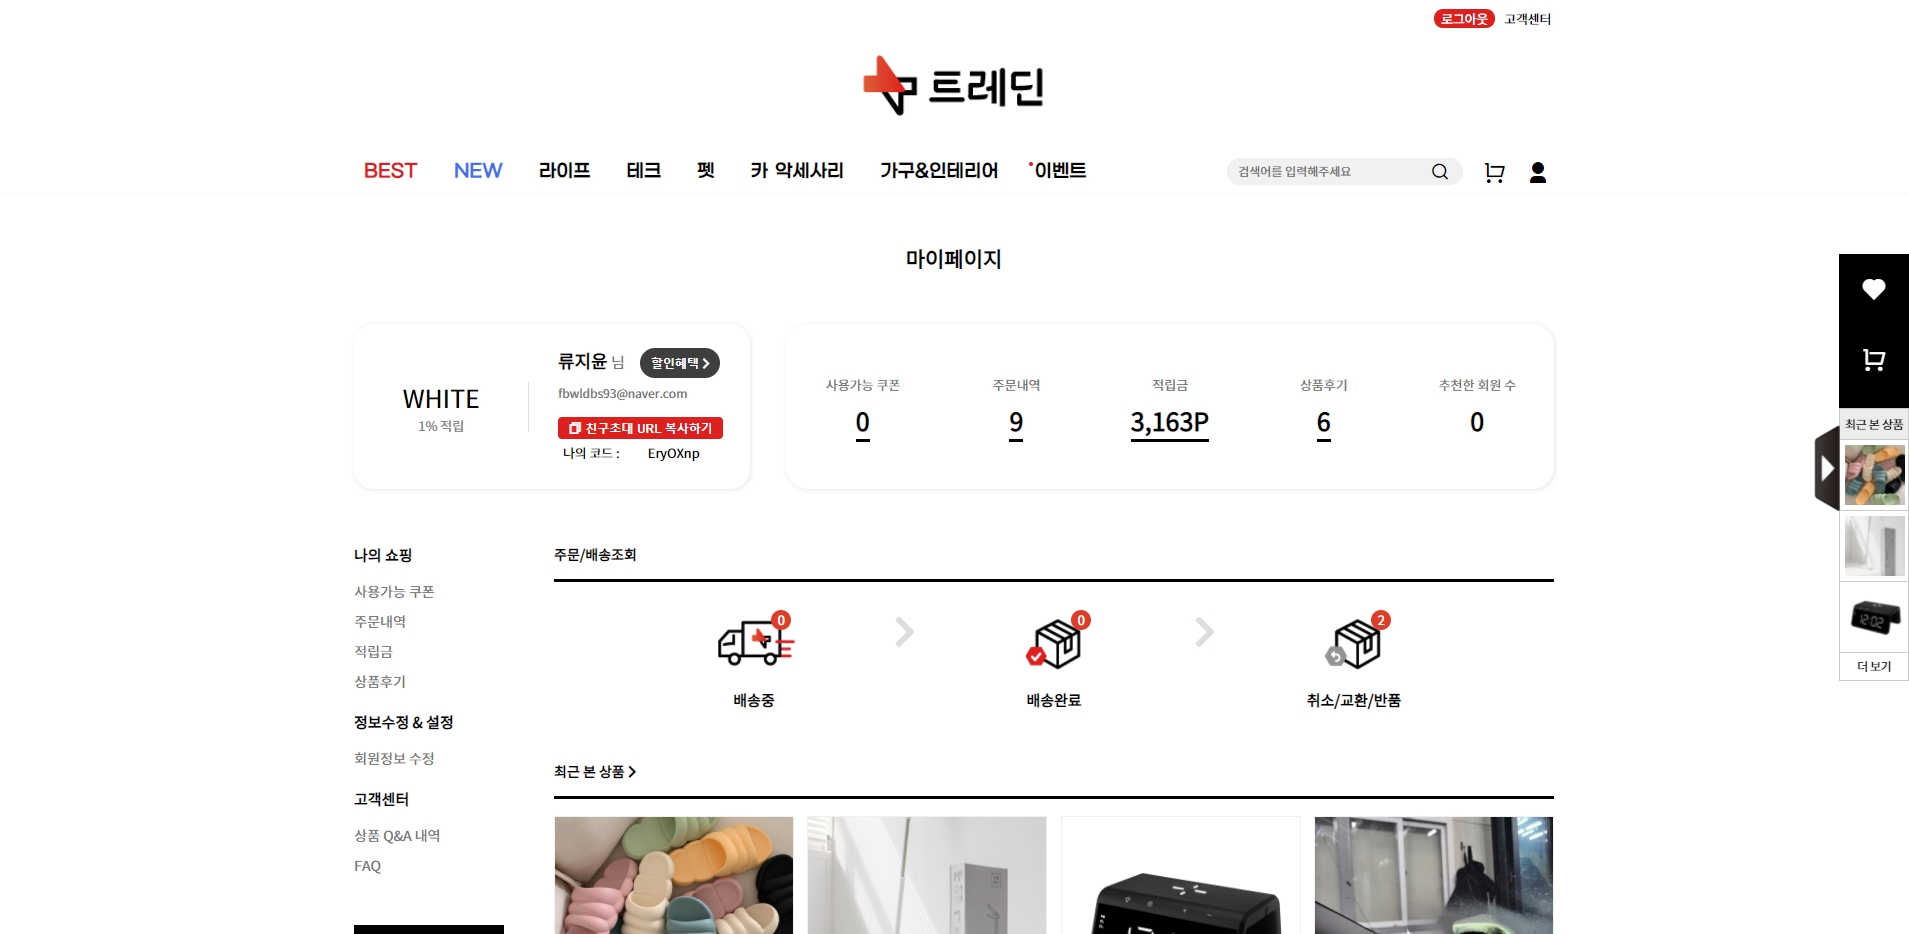 로그아웃 고객센터
트레딘
BEST NEW 라이프 테크 펫 카 악세사리 가구&인테리어 이벤트 검색어를 입력해주세요
마이페이지
WHITE
1% 적립
류지윤 님 할인혜택
fbwldbs93@naver.com
친구초대 URL 복사하기
나의 코드 : EryOXnp
사용가능 쿠폰 주문내역 적립금 상품후기 추천한 회원 수
0 9 3,163P 6 0
최근 본 상품
12:02
더 보기
나의 쇼핑
사용가능 쿠폰
주문내역
적립금
상품후기
정보수정 & 설정
회원정보 수정
고객센터
상품 Q&A 내역
FAQ
주문/배송조회
0 0 2
배송중 배송완료 취소/교환/반품
최근 본 상품